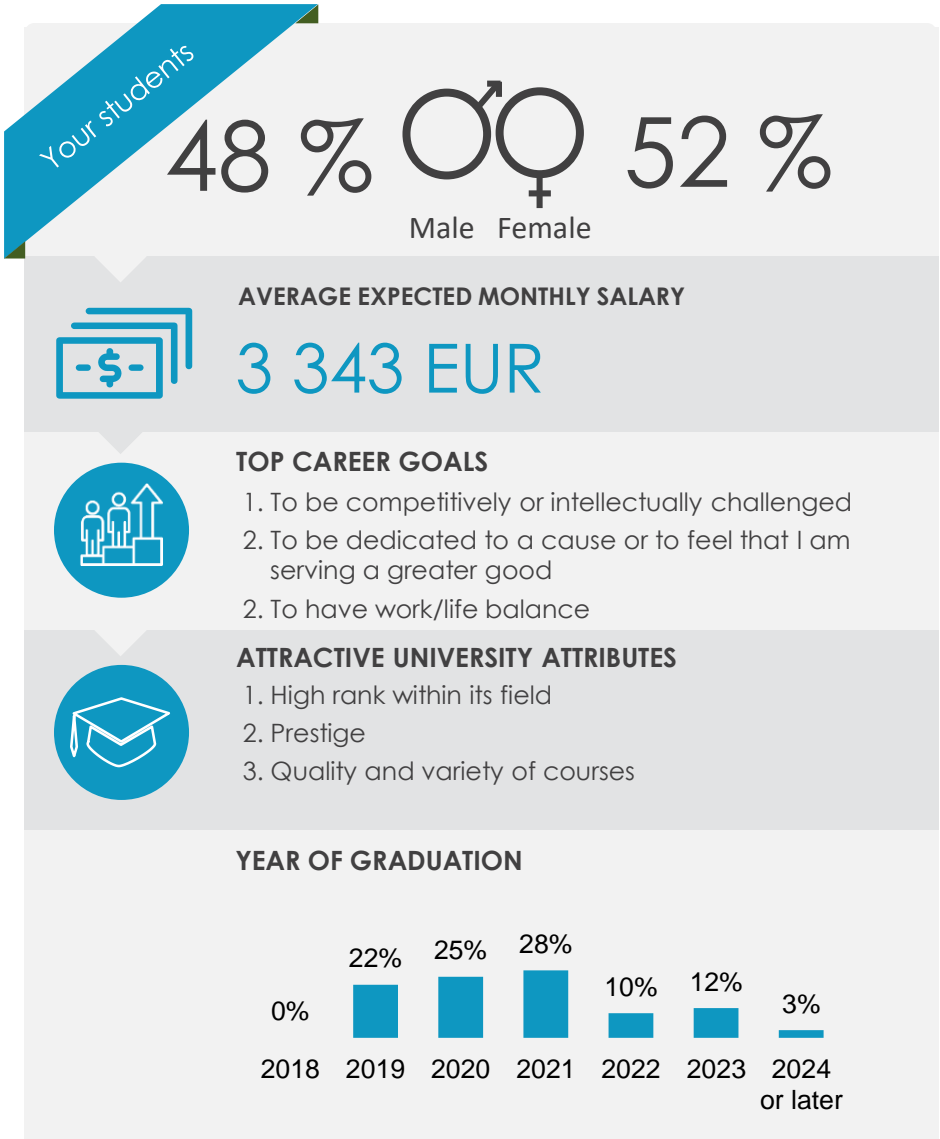 Your students
48 %
52 %
Male Female
AVERAGE EXPECTED MONTHLY SALARY
-$-
3 343 EUR
TOP CAREER GOALS
1. To be competitively or intellectually challenged
2. To be dedicated to a cause or to feel that I am
serving a greater good
2. To have work/life balance
ATTRACTIVE UNIVERSITY ATTRIBUTES
1. High rank within its field
2. Prestige
3. Quality and variety of courses
YEAR OF GRADUATION
0% 22% 25% 28% 10% 12% 3%
2018 2019 2020 2021 2022 2023 2024
or later